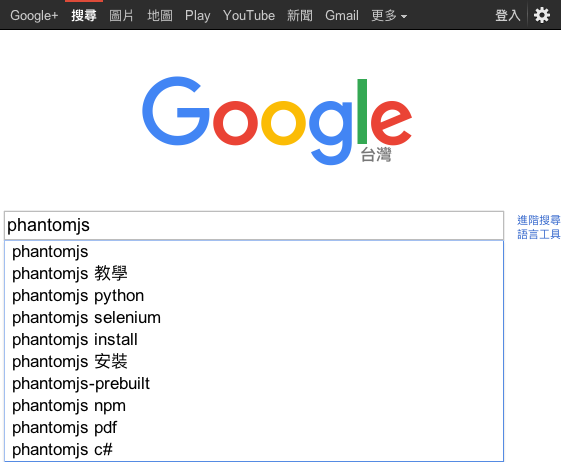 Google+ 搜尋 圖片 地圖 Play YouTube 新聞 Gmail 更多 登入
Google
台灣
phantomjs
進階搜尋
語言工具
phantomjs
phantomjs 教學
phantomjs python
phantomjs selenium
phantomjs install
phantomjs 安裝
phantomjs-prebuilt
phantomjs npm
phantomjs pdf
phantomjs c#